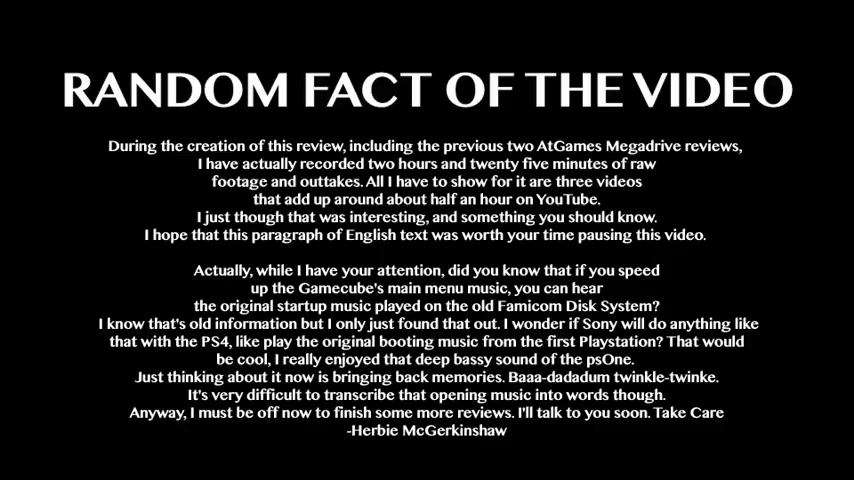 RANDOM FACT OF THE VIDEO
During the creation of this review, including the previous two AtGames Megadrive reviews,
I have actually recorded two hours and twenty five minutes of raw
footage and outtakes. All I have to show for it are three videos
that add up around about half an hour on YouTube.
I just though that was interesting, and something you should know.
I hope that this paragraph of English text was worth your time pausing this video.
Actually, while I have your attention, did you know that if you speed
up the Gamecube's main menu music, you can hear
the original startup music played on the old Famicom Disk System?
I know that's old information but I only just found that out. I wonder if Sony will do anything like
that with the PS4, like play the original booting music from the first Playstation? That would
be cool, I really enjoyed that deep bassy sound of the psOne.
Just thinking about it now is bringing back memories. Baaa-dadadum twinkle-twinke.
It's very difficult to transcribe that opening music into words though.
Anyway, I must be off now to finish some more reviews. I'll talk to you soon. Take Care
-Herbie McGerkinshaw